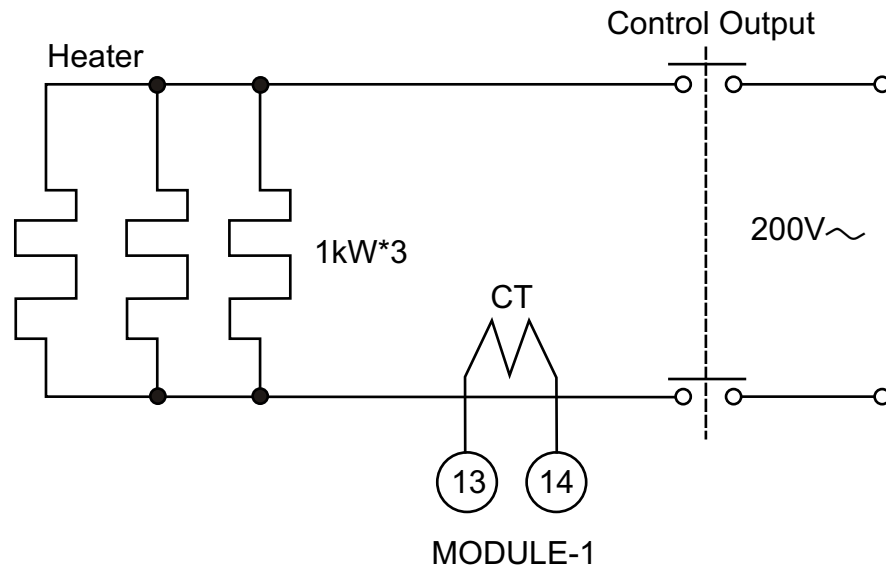 Control Output
Heater
200V~
1kW*3
CT
13 14
MODULE-1